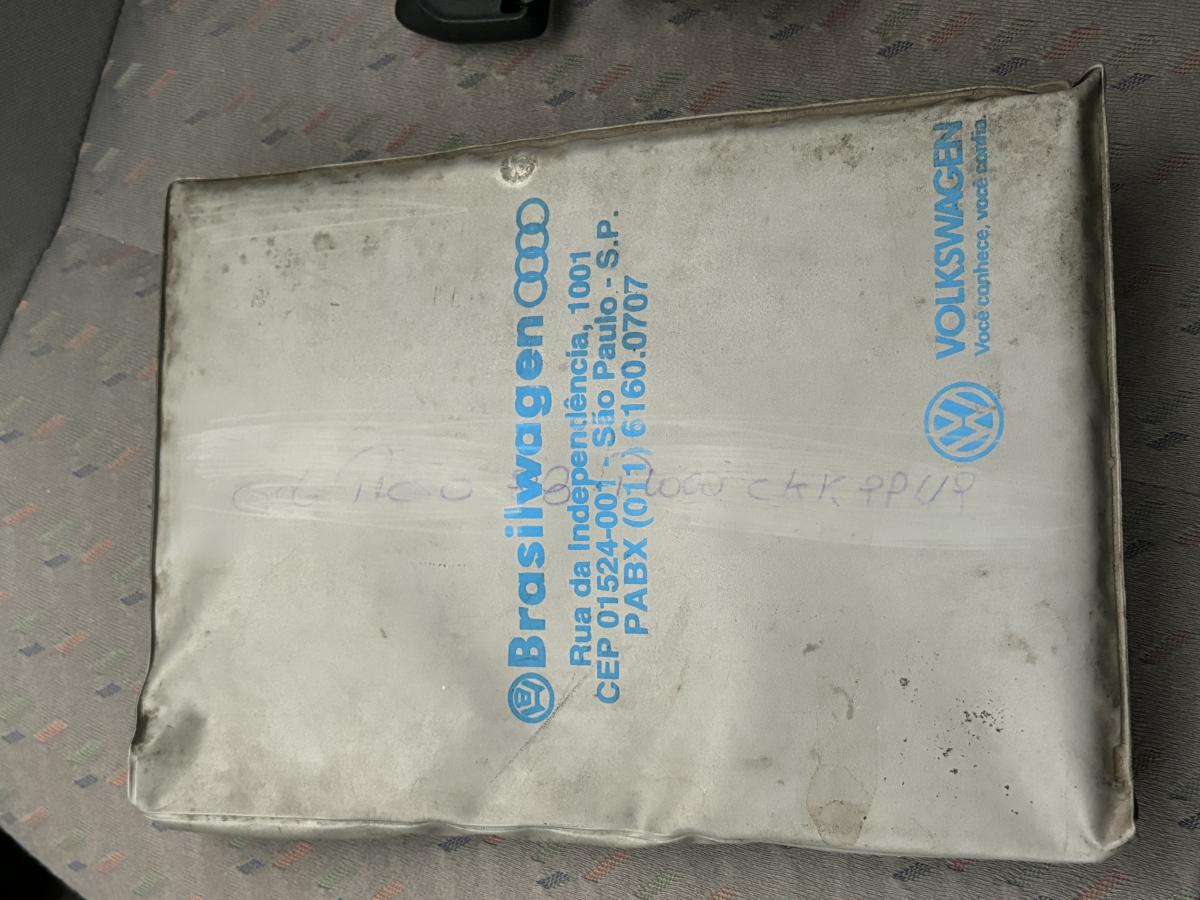 Brasilwagen
Rua da Independência, 1001
CEP 01524-001 - São Paulo - S.P.
PABX (011) 6160.0707
VOLKSWAGEN
Você conhece, você confia.